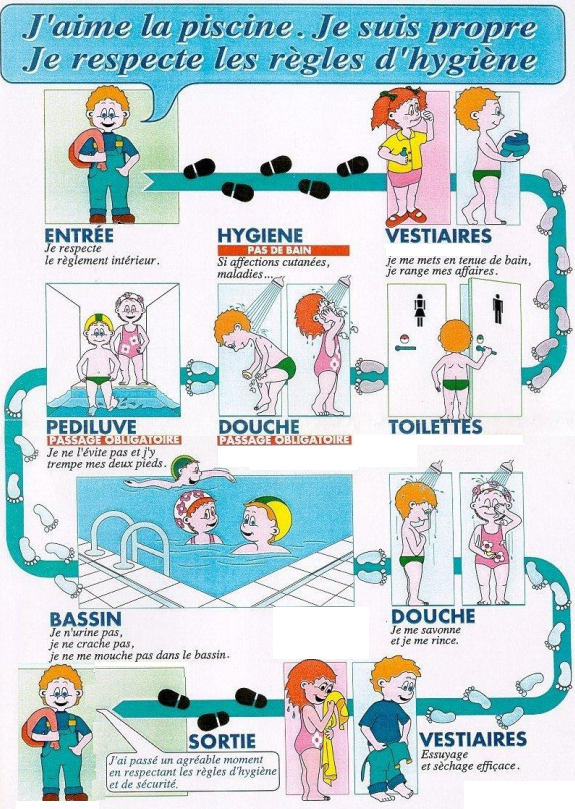 J'aime la piscine. Je suis propre
Je respecte les règles d'hygiène
ENTRÉE
Je respecte
le règlement intérieur.
HYGIENE
PAS DE BAIN
Si affections cutanées,
maladies...
VESTIAIRES
je me mets en tenue de bain,
je range mes affaires.
PEDILUVE
PASSAGE OBLIGATOIRE
Je ne l'évite pas et j'y
trempe mes deux pieds.
DOUCHE
PASSAGE OBLIGATOIRE
TOILETTES
BASSIN
Je n'urine pas,
je ne crache pas,
je ne me mouche pas dans le bassin.
DOUCHE
Je me savonne
et je me rince.
SORTIE
J'ai passé un agréable moment
en respectant les règles d'hygiène
et de sécurité.
VESTIAIRES
Essuyage
et sèchage efficace.